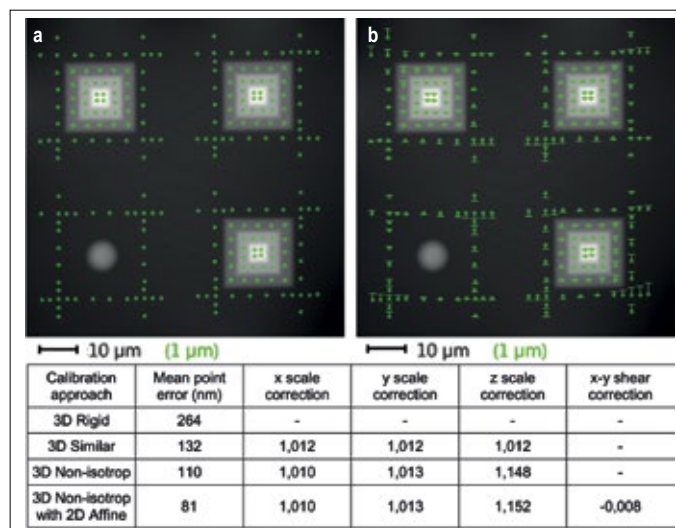 a
b
10 µm (1 µm)
10 µm (1 µm)
Calibration approach Mean point error (nm) x scale correction y scale correction z scale correction x-y shear correction
3D Rigid 264 - - - -
3D Similar 132 1,012 1,012 1,012 -
3D Non-isotrop 110 1,010 1,013 1,148 -
3D Non-isotrop with 2D Affine 81 1,010 1,013 1,152 -0,008